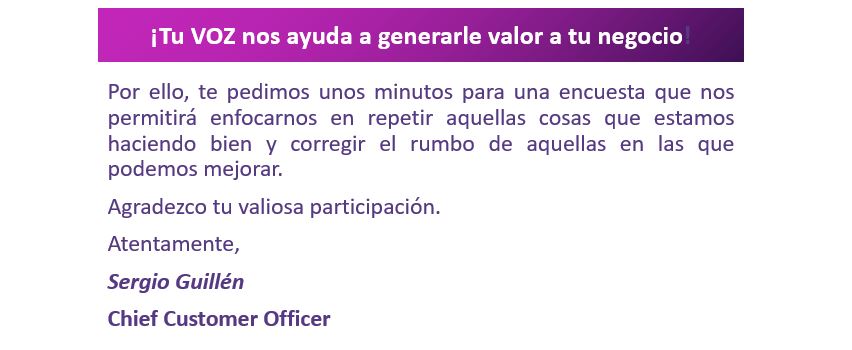 ¡Tu VOZ nos ayuda a generarle valor a tu negocio!
Por ello, te pedimos unos minutos para una encuesta que nos
permitirá enfocarnos en repetir aquellas cosas que estamos
haciendo bien y corregir el rumbo de aquellas en las que
podemos mejorar.
Agradezco tu valiosa participación.
Atentamente,
Sergio Guillén
Chief Customer Officer